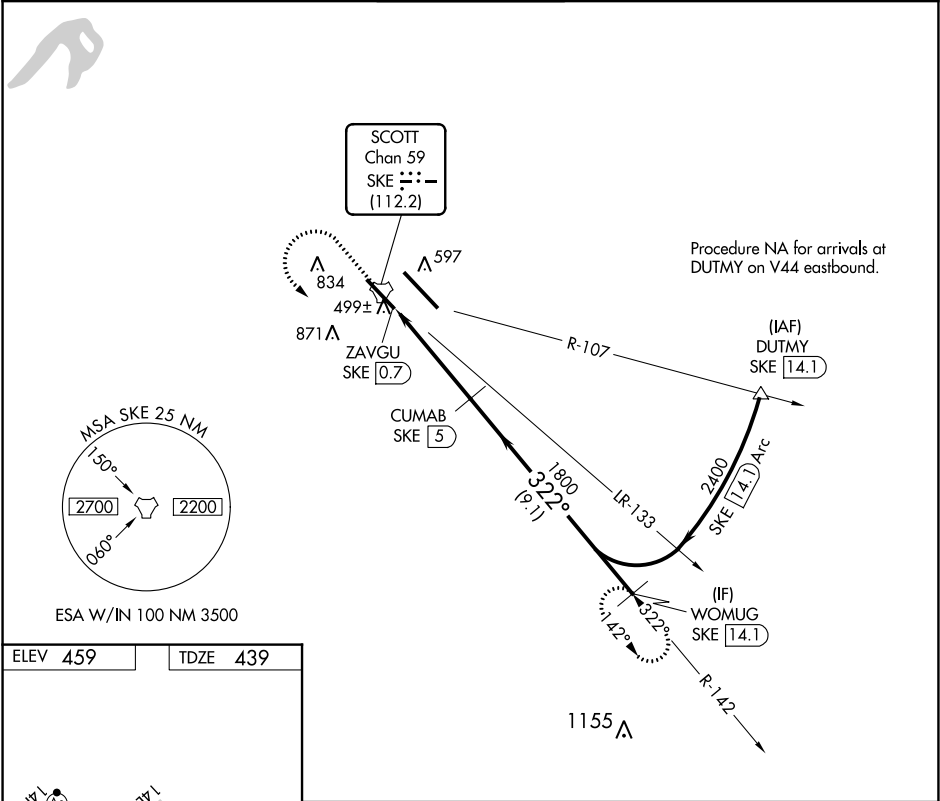 SCOTT
Chan 59
SKE
(112.2)
597
834
499±
871
ZAVGU
SKE 0.7
Procedure NA for arrivals at
DUTMY on V44 eastbound.
R-107
(IAF)
DUTMY
SKE 14.1
CUMAB
SKE 5
MSA SKE 25 NM
150°
2700
2200
060°
ESA W/IN 100 NM 3500
1800
322°
(9.1)
LR-133
2400
SKE 14.1 Arc
(IF)
WOMUG
SKE 14.1
322°
142°
R-142
1155
ELEV 459
TDZE 439